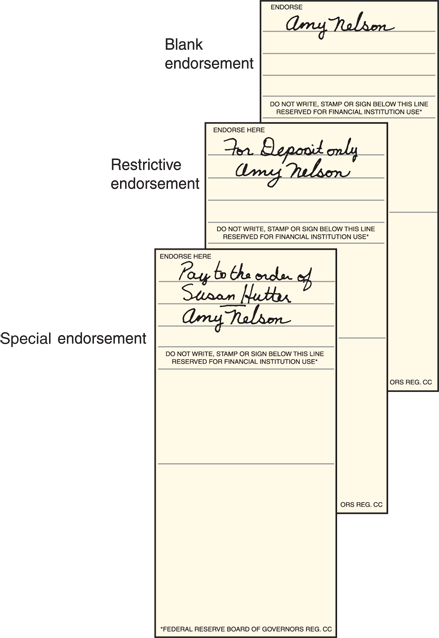 ENDORSE
Amy Nelson
Blank
endorsement
DO NOT WRITE, STAMP OR SIGN BELOW THIS LINE
RESERVED FOR FINANCIAL INSTITUTION USE*
ENDORSE HERE
For Deposit only
Amy Nelson
Restrictive
endorsement
DO NOT WRITE, STAMP OR SIGN BELOW THIS LINE
RESERVED FOR FINANCIAL INSTITUTION USE*
ENDORSE HERE
Pay to the order of
Susan Hutter
Amy Nelson
Special endorsement
DO NOT WRITE, STAMP OR SIGN BELOW THIS LINE
RESERVED FOR FINANCIAL INSTITUTION USE*
ORS REG. CC
ORS REG. CC
*FEDERAL RESERVE BOARD OF GOVERNORS REG. CC